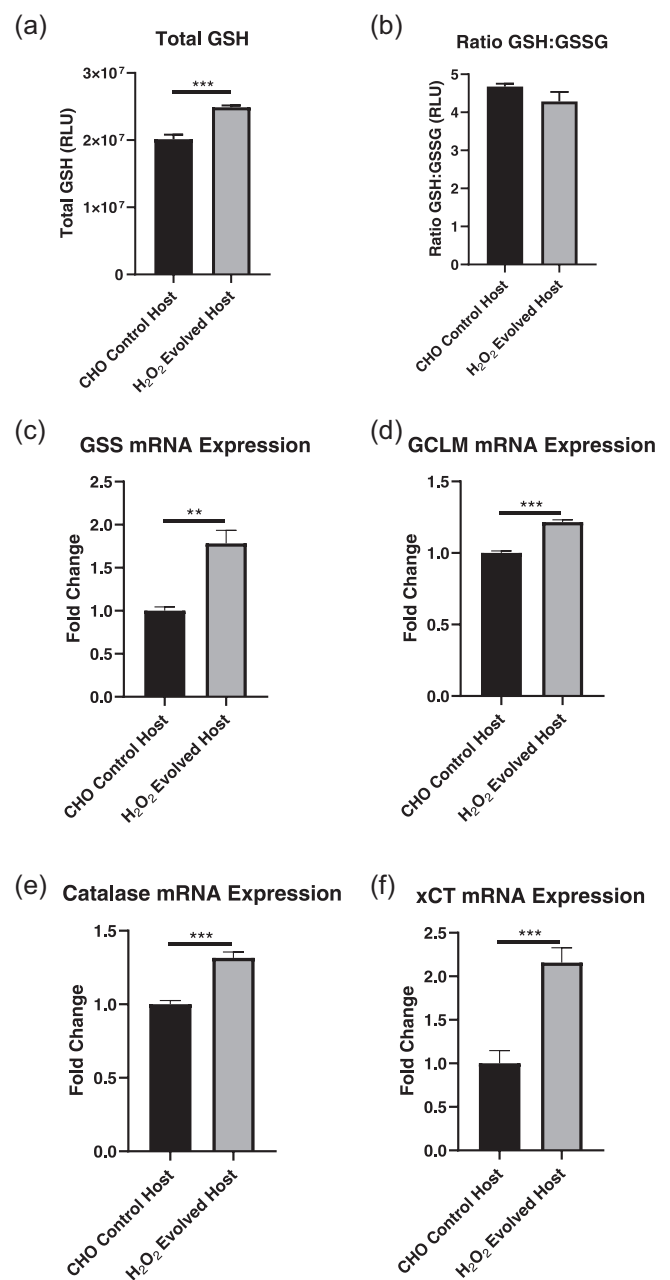 (a)
Total GSH
***
3×10⁷
2×10⁷
1×10⁷
0
Total GSH (RLU)
CHO Control Host
H₂O₂ Evolved Host
(b)
Ratio GSH:GSSG
5
4
3
2
1
0
Ratio GSH:GSSG (RLU)
CHO Control Host
H₂O₂ Evolved Host
(c)
GSS mRNA Expression
**
2.5
2.0
1.5
1.0
0.5
0.0
Fold Change
CHO Control Host
H₂O₂ Evolved Host
(d)
GCLM mRNA Expression
***
1.5
1.0
0.5
0.0
Fold Change
CHO Control Host
H₂O₂ Evolved Host
(e)
Catalase mRNA Expression
***
1.5
1.0
0.5
0.0
Fold Change
CHO Control Host
H₂O₂ Evolved Host
(f)
xCT mRNA Expression
***
2.5
2.0
1.5
1.0
0.5
0.0
Fold Change
CHO Control Host
H₂O₂ Evolved Host